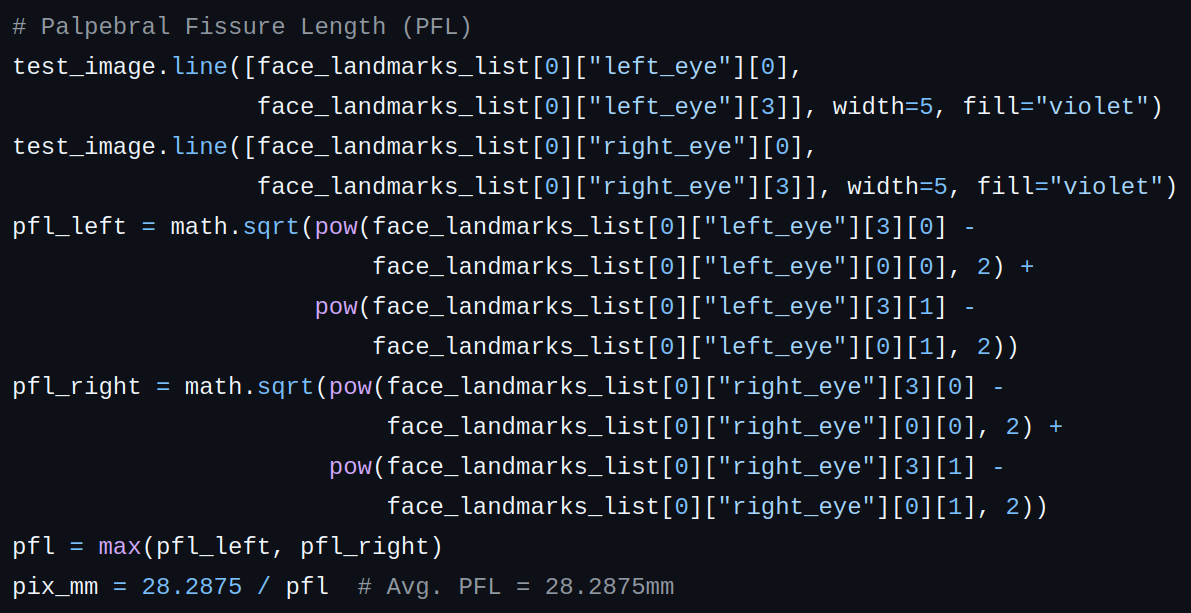 # Palpebral Fissure Length (PFL)
test_image.line([face_landmarks_list[0]["left_eye"][0],
                 face_landmarks_list[0]["left_eye"][3]], width=5, fill="violet")
test_image.line([face_landmarks_list[0]["right_eye"][0],
                 face_landmarks_list[0]["right_eye"][3]], width=5, fill="violet")
pfl_left = math.sqrt(pow(face_landmarks_list[0]["left_eye"][3][0] -
                         face_landmarks_list[0]["left_eye"][0][0], 2) +
                     pow(face_landmarks_list[0]["left_eye"][3][1] -
                         face_landmarks_list[0]["left_eye"][0][1], 2))
pfl_right = math.sqrt(pow(face_landmarks_list[0]["right_eye"][3][0] -
                          face_landmarks_list[0]["right_eye"][0][0], 2) +
                      pow(face_landmarks_list[0]["right_eye"][3][1] -
                          face_landmarks_list[0]["right_eye"][0][1], 2))
pfl = max(pfl_left, pfl_right)
pix_mm = 28.2875 / pfl  # Avg. PFL = 28.2875mm